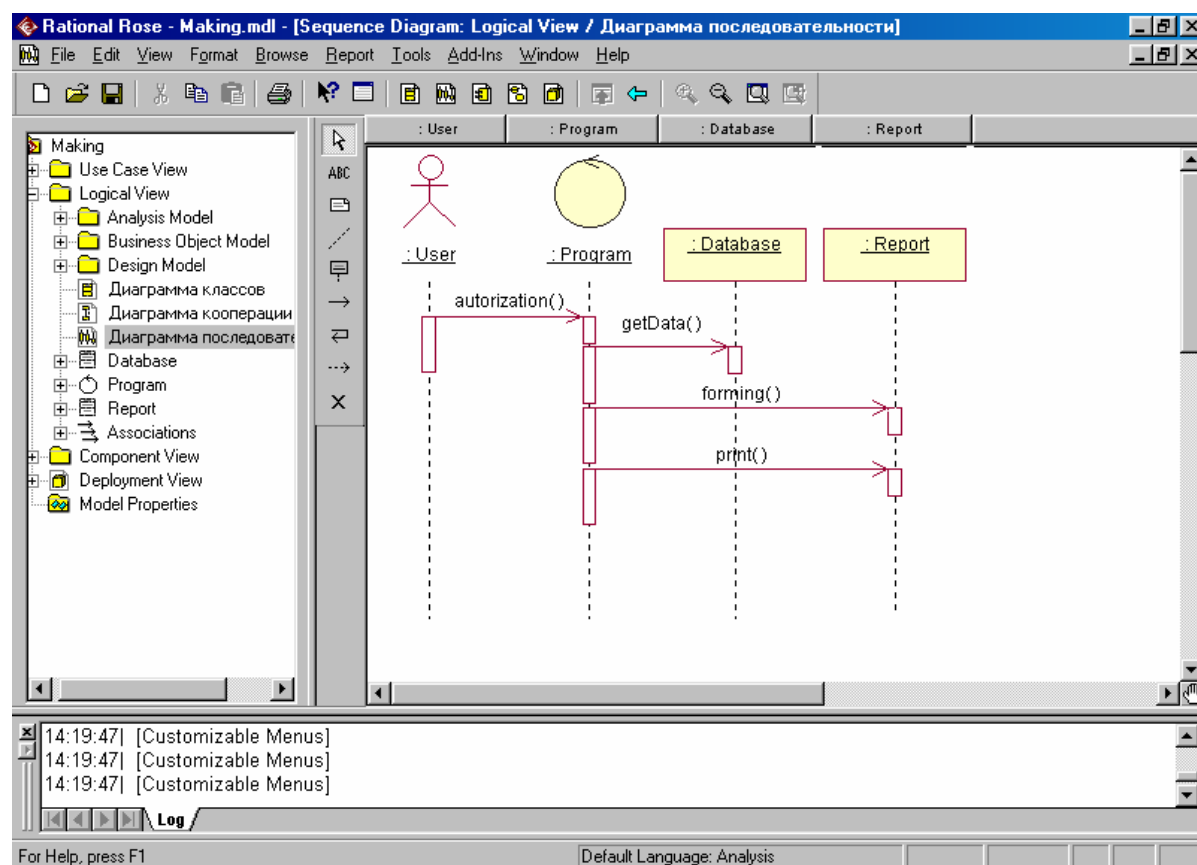 Rational Rose - Making.mdl - [Sequence Diagram: Logical View / Диаграмма последовательности]
File Edit View Format Browse Report Tools Add-Ins Window Help
: User : Program : Database : Report
Making
Use Case View
Logical View
Analysis Model
Business Object Model
Design Model
Диаграмма классов
Диаграмма кооперации
Диаграмма последовате
Database
Program
Report
Associations
Component View
Deployment View
Model Properties
ABC
: User
: Program
: Database
: Report
autorization()
getData()
forming()
print()
14:19:47| [Customizable Menus]
14:19:47| [Customizable Menus]
14:19:47| [Customizable Menus]
Log
For Help, press F1
Default Language: Analysis